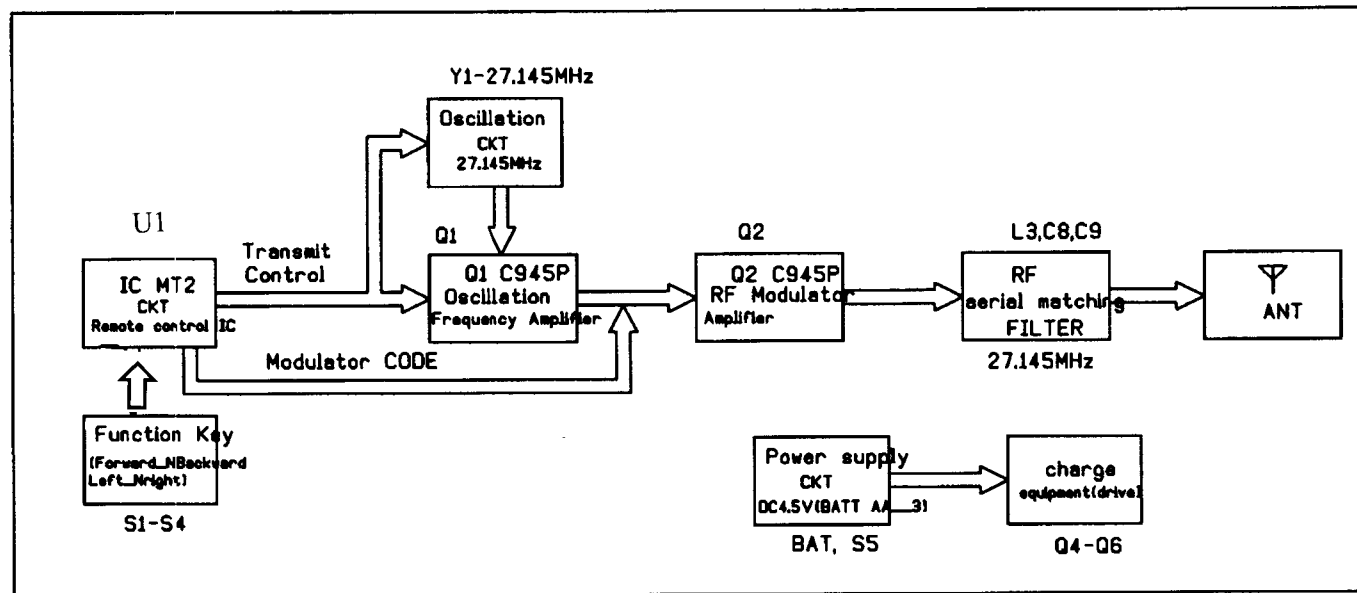 Y1-27.145MHz
Oscillation
CKT
27.145MHz
U1
Transmit
Control
IC MT2
CKT
Remote control IC
Q1
Q1 C945P
Oscillation
Frequency Amplifier
Q2
Q2 C945P
RF Modulator
Amplifier
L3,C8,C9
RF
aerial matching
FILTER
27.145MHz
ANT
Modulator CODE
Function Key
(Forward_NBackward
Left_Nright)
S1-S4
Power supply
CKT
DC4.5V(BATT AA__3)
BAT, S5
charge
equipment(drive)
Q4-Q6